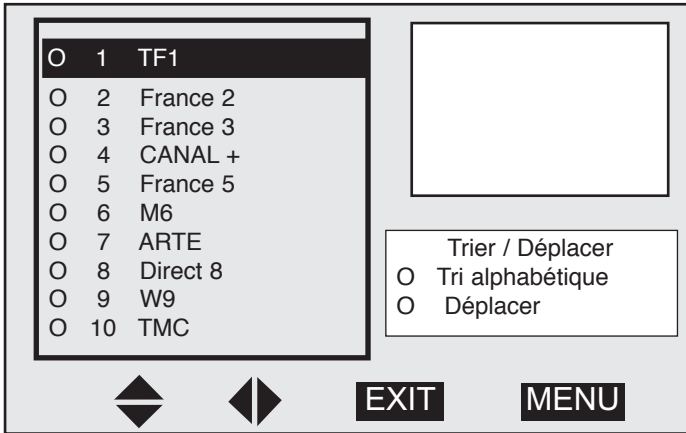 O 1 TF1
O 2 France 2
O 3 France 3
O 4 CANAL +
O 5 France 5
O 6 M6
O 7 ARTE
O 8 Direct 8
O 9 W9
O 10 TMC
Trier / Déplacer
O Tri alphabétique
O Déplacer
EXIT MENU